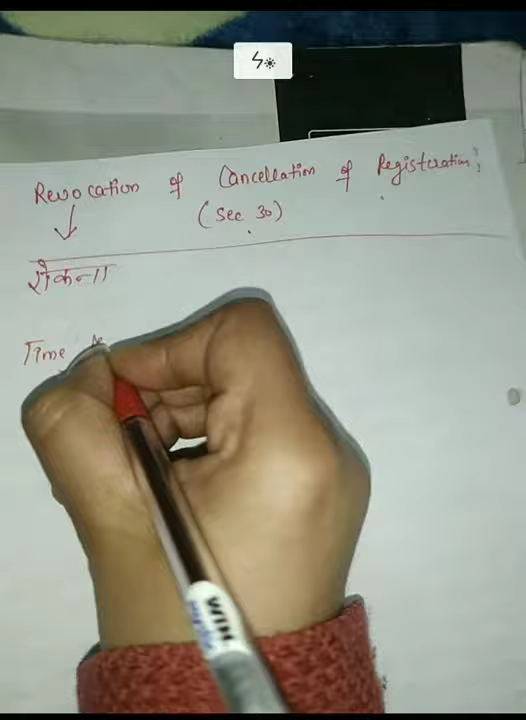 Revocation of Cancellation of Registration:
(Sec 30)
रोकना
Time